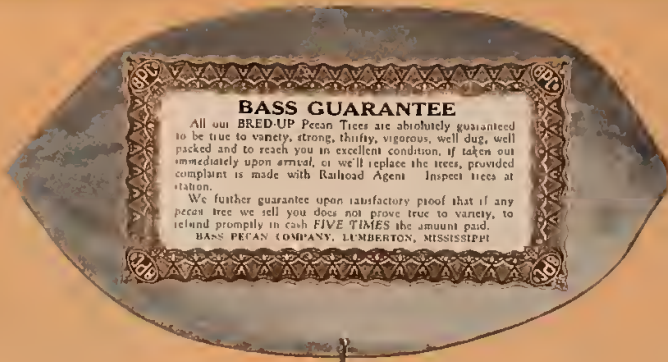 BPC BPC
BASS GUARANTEE
All our BRED-UP Pecan Trees are absolutely guaranteed
to be true to variety, strong, thrifty, vigorous, well dug, well
packed and to reach you in excellent condition, if taken out
immediately upon arrival, or we'll replace the trees, provided
complaint is made with Railroad Agent Inspect trees at
station.
We further guarantee upon satisfactory proof that if any
pecan tree we sell you does not prove true to variety, to
refund promptly in cash FIVE TIMES the amount paid.
BASS PECAN COMPANY, LUMBERTON, MISSISSIPPI
BPC BPC